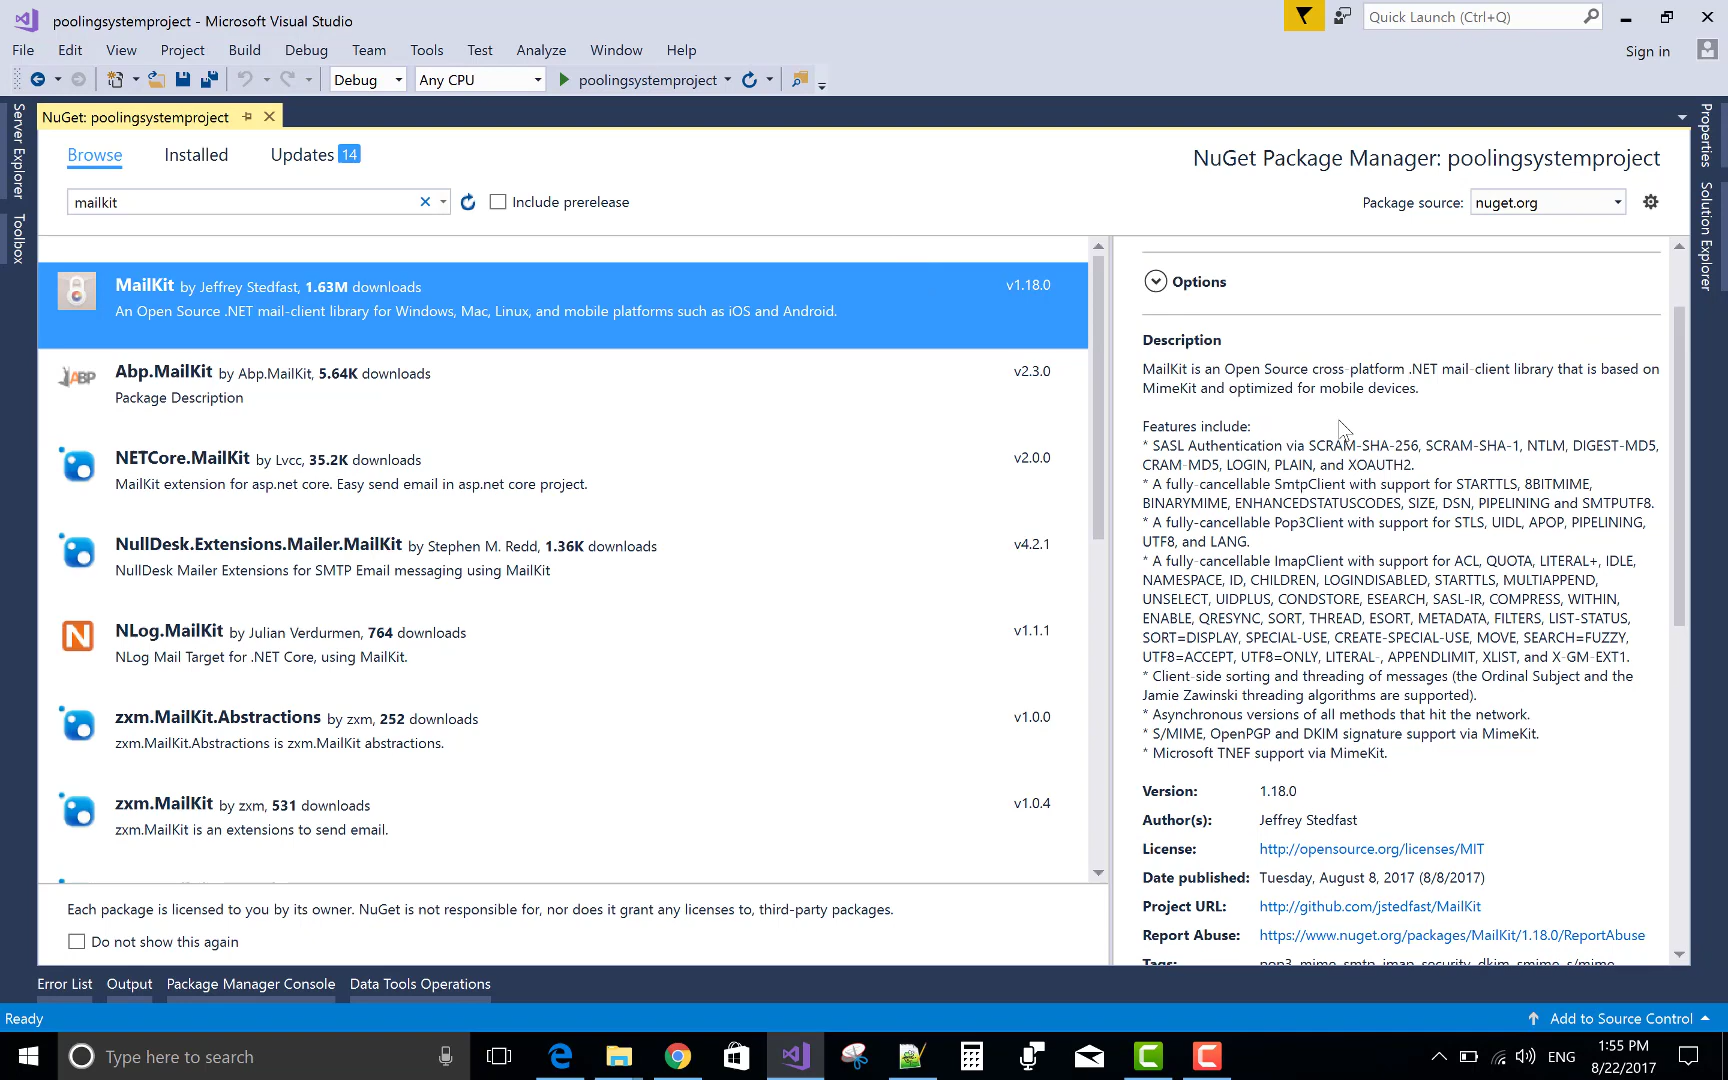 poolingsystemproject - Microsoft Visual Studio
Quick Launch (Ctrl+Q)
File Edit View Project Build Debug Team Tools Test Analyze Window Help
Sign in
Debug Any CPU poolingsystemproject
Server Explorer
Toolbox
NuGet: poolingsystemproject
Properties
Solution Explorer
Browse Installed Updates 14
NuGet Package Manager: poolingsystemproject
mailkit
Include prerelease
Package source: nuget.org
MailKit by Jeffrey Stedfast, 1.63M downloads v1.18.0
An Open Source .NET mail-client library for Windows, Mac, Linux, and mobile platforms such as iOS and Android.
ABP
Abp.MailKit by Abp.MailKit, 5.64K downloads v2.3.0
Package Description
NETCore.MailKit by Lvcc, 35.2K downloads v2.0.0
MailKit extension for asp.net core. Easy send email in asp.net core project.
NullDesk.Extensions.Mailer.MailKit by Stephen M. Redd, 1.36K downloads v4.2.1
NullDesk Mailer Extensions for SMTP Email messaging using MailKit
N
NLog.MailKit by Julian Verdurmen, 764 downloads v1.1.1
NLog Mail Target for .NET Core, using MailKit.
zxm.MailKit.Abstractions by zxm, 252 downloads v1.0.0
zxm.MailKit.Abstractions is zxm.MailKit abstractions.
zxm.MailKit by zxm, 531 downloads v1.0.4
zxm.MailKit is an extensions to send email.
Each package is licensed to you by its owner. NuGet is not responsible for, nor does it grant any licenses to, third-party packages.
Do not show this again
Options
Description
MailKit is an Open Source cross-platform .NET mail-client library that is based on
MimeKit and optimized for mobile devices.
Features include:
* SASL Authentication via SCRAM-SHA-256, SCRAM-SHA-1, NTLM, DIGEST-MD5,
CRAM-MD5, LOGIN, PLAIN, and XOAUTH2.
* A fully-cancellable SmtpClient with support for STARTTLS, 8BITMIME,
BINARYMIME, ENHANCEDSTATUSCODES, SIZE, DSN, PIPELINING and SMTPUTF8.
* A fully-cancellable Pop3Client with support for STLS, UIDL, APOP, PIPELINING,
UTF8, and LANG.
* A fully-cancellable ImapClient with support for ACL, QUOTA, LITERAL+, IDLE,
NAMESPACE, ID, CHILDREN, LOGINDISABLED, STARTTLS, MULTIAPPEND,
UNSELECT, UIDPLUS, CONDSTORE, ESEARCH, SASL-IR, COMPRESS, WITHIN,
ENABLE, QRESYNC, SORT, THREAD, ESORT, METADATA, FILTERS, LIST-STATUS,
SORT=DISPLAY, SPECIAL-USE, CREATE-SPECIAL-USE, MOVE, SEARCH=FUZZY,
UTF8=ACCEPT, UTF8=ONLY, LITERAL-, APPENDLIMIT, XLIST, and X-GM-EXT1.
* Client-side sorting and threading of messages (the Ordinal Subject and the
Jamie Zawinski threading algorithms are supported).
* Asynchronous versions of all methods that hit the network.
* S/MIME, OpenPGP and DKIM signature support via MimeKit.
* Microsoft TNEF support via MimeKit.
Version: 1.18.0
Author(s): Jeffrey Stedfast
License: http://opensource.org/licenses/MIT
Date published: Tuesday, August 8, 2017 (8/8/2017)
Project URL: http://github.com/jstedfast/MailKit
Report Abuse: https://www.nuget.org/packages/MailKit/1.18.0/ReportAbuse
Tags: pop3, mime, smtp, imap, security, dkim, smime, s/mime,
Error List Output Package Manager Console Data Tools Operations
Ready
Add to Source Control
Type here to search
ENG
1:55 PM
8/22/2017